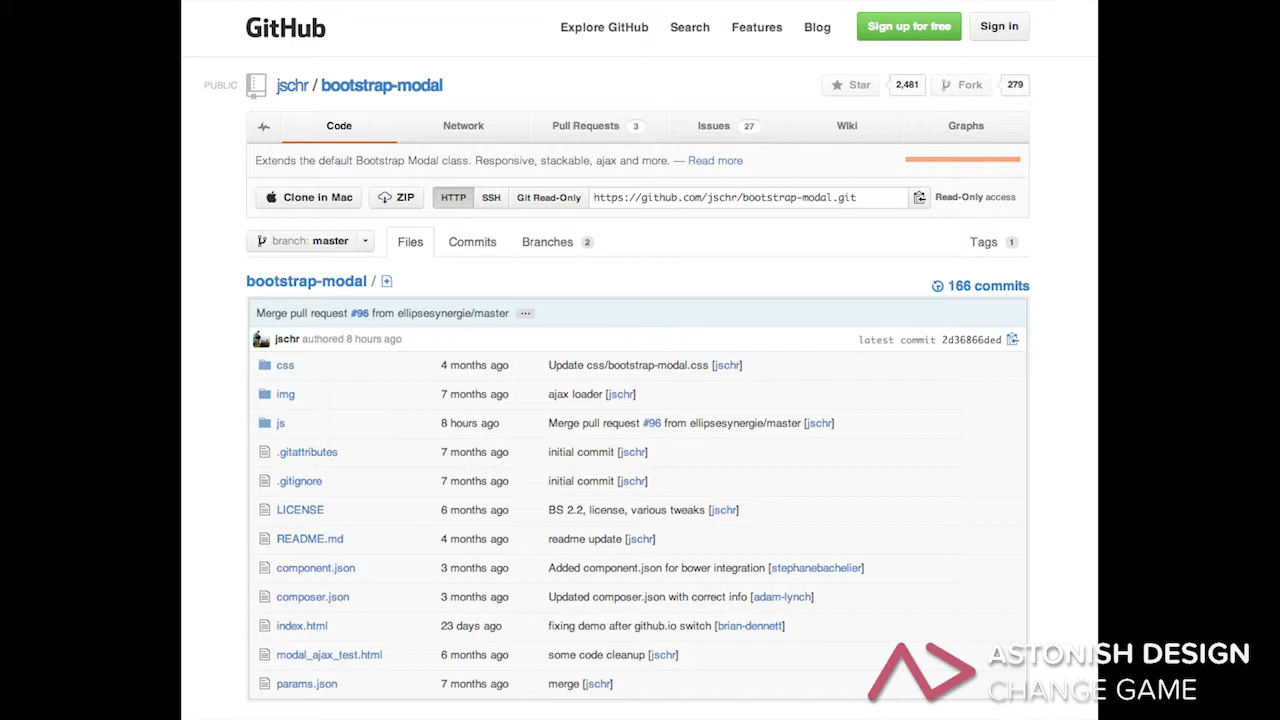 GitHub Explore GitHub Search Features Blog Sign up for free Sign in
PUBLIC jschr / bootstrap-modal Star 2,481 Fork 279
Code Network Pull Requests 3 Issues 27 Wiki Graphs
Extends the default Bootstrap Modal class. Responsive, stackable, ajax and more. — Read more
Clone in Mac ZIP HTTP SSH Git Read-Only https://github.com/jschr/bootstrap-modal.git Read-Only access
branch: master Files Commits Branches 2 Tags 1
bootstrap-modal / 166 commits
Merge pull request #96 from ellipsesynergie/master ...
jschr authored 8 hours ago latest commit 2d36866ded
css 4 months ago Update css/bootstrap-modal.css [jschr]
img 7 months ago ajax loader [jschr]
js 8 hours ago Merge pull request #96 from ellipsesynergie/master [jschr]
.gitattributes 7 months ago initial commit [jschr]
.gitignore 7 months ago initial commit [jschr]
LICENSE 6 months ago BS 2.2, license, various tweaks [jschr]
README.md 4 months ago readme update [jschr]
component.json 3 months ago Added component.json for bower integration [stephanebachelier]
composer.json 3 months ago Updated composer.json with correct info [adam-lynch]
index.html 23 days ago fixing demo after github.io switch [brian-dennett]
modal_ajax_test.html 6 months ago some code cleanup [jschr]
params.json 7 months ago merge [jschr]
ASTONISH DESIGN
CHANGE GAME